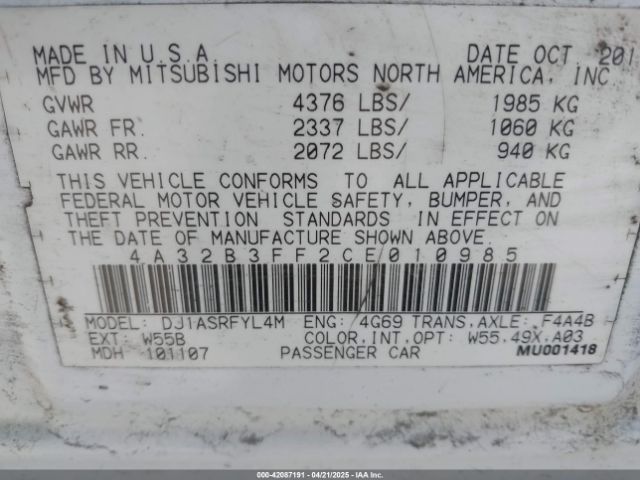 MADE IN U.S.A. DATE OCT 201
MFD BY MITSUBISHI MOTORS NORTH AMERICA, INC
GVWR 4376 LBS/ 1985 KG
GAWR FR. 2337 LBS/ 1060 KG
GAWR RR. 2072 LBS/ 940 KG
THIS VEHICLE CONFORMS TO ALL APPLICABLE
FEDERAL MOTOR VEHICLE SAFETY, BUMPER, AND
THEFT PREVENTION STANDARDS IN EFFECT ON
THE DATE OF MANUFACTURE SHOWN ABOVE.
4A32B3FF2CE010985
MODEL: DJ1ASRFYL4M ENG: 4G69 TRANS,AXLE: F4A4B
EXT: W55B COLOR,INT,OPT: W55,49X,A03
MDH 101107 PASSENGER CAR MU001418
000-42087191 - 04/21/2025 - IAA Inc.